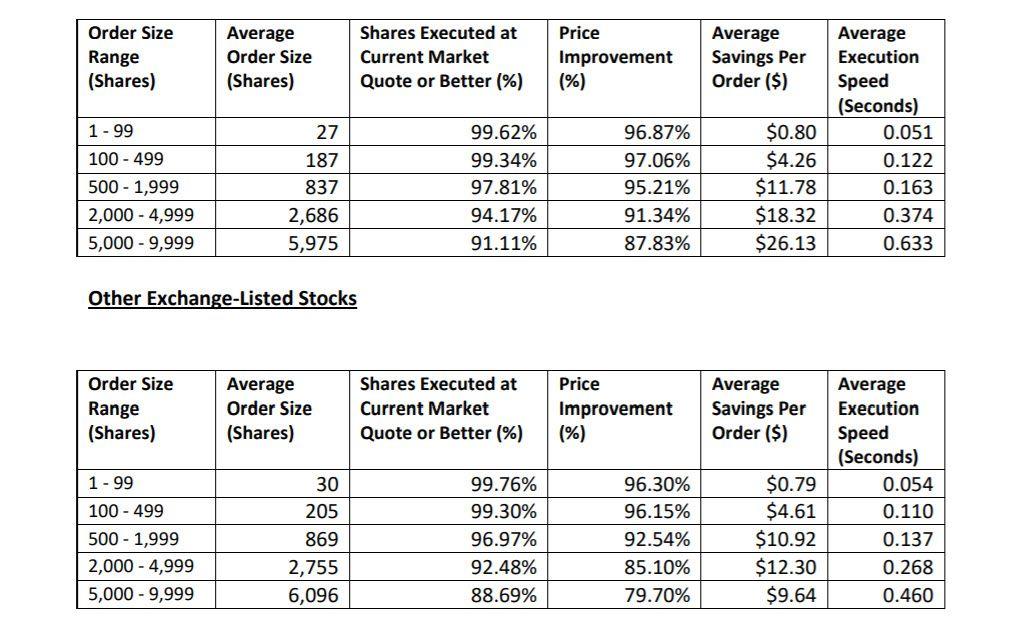 Order Size Average Shares Executed at Price Average Average
Range Order Size Current Market Improvement Savings Per Execution
(Shares) (Shares) Quote or Better (%) (%) Order ($) Speed
(Seconds)
1 - 99 27 99.62% 96.87% $0.80 0.051
100 - 499 187 99.34% 97.06% $4.26 0.122
500 - 1,999 837 97.81% 95.21% $11.78 0.163
2,000 - 4,999 2,686 94.17% 91.34% $18.32 0.374
5,000 - 9,999 5,975 91.11% 87.83% $26.13 0.633
Other Exchange-Listed Stocks
Order Size Average Shares Executed at Price Average Average
Range Order Size Current Market Improvement Savings Per Execution
(Shares) (Shares) Quote or Better (%) (%) Order ($) Speed
(Seconds)
1 - 99 30 99.76% 96.30% $0.79 0.054
100 - 499 205 99.30% 96.15% $4.61 0.110
500 - 1,999 869 96.97% 92.54% $10.92 0.137
2,000 - 4,999 2,755 92.48% 85.10% $12.30 0.268
5,000 - 9,999 6,096 88.69% 79.70% $9.64 0.460